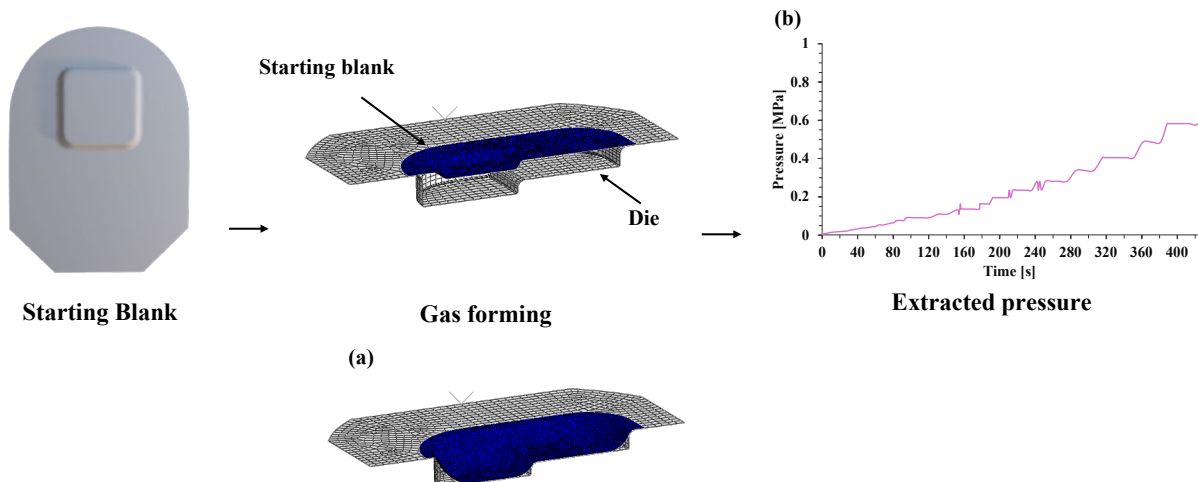 (b)
Starting blank
Die
Pressure [MPa]
1
0.8
0.6
0.4
0.2
0
0 40 80 120 160 200 240 280 320 360 400
Time [s]
Starting Blank
Gas forming
Extracted pressure
(a)